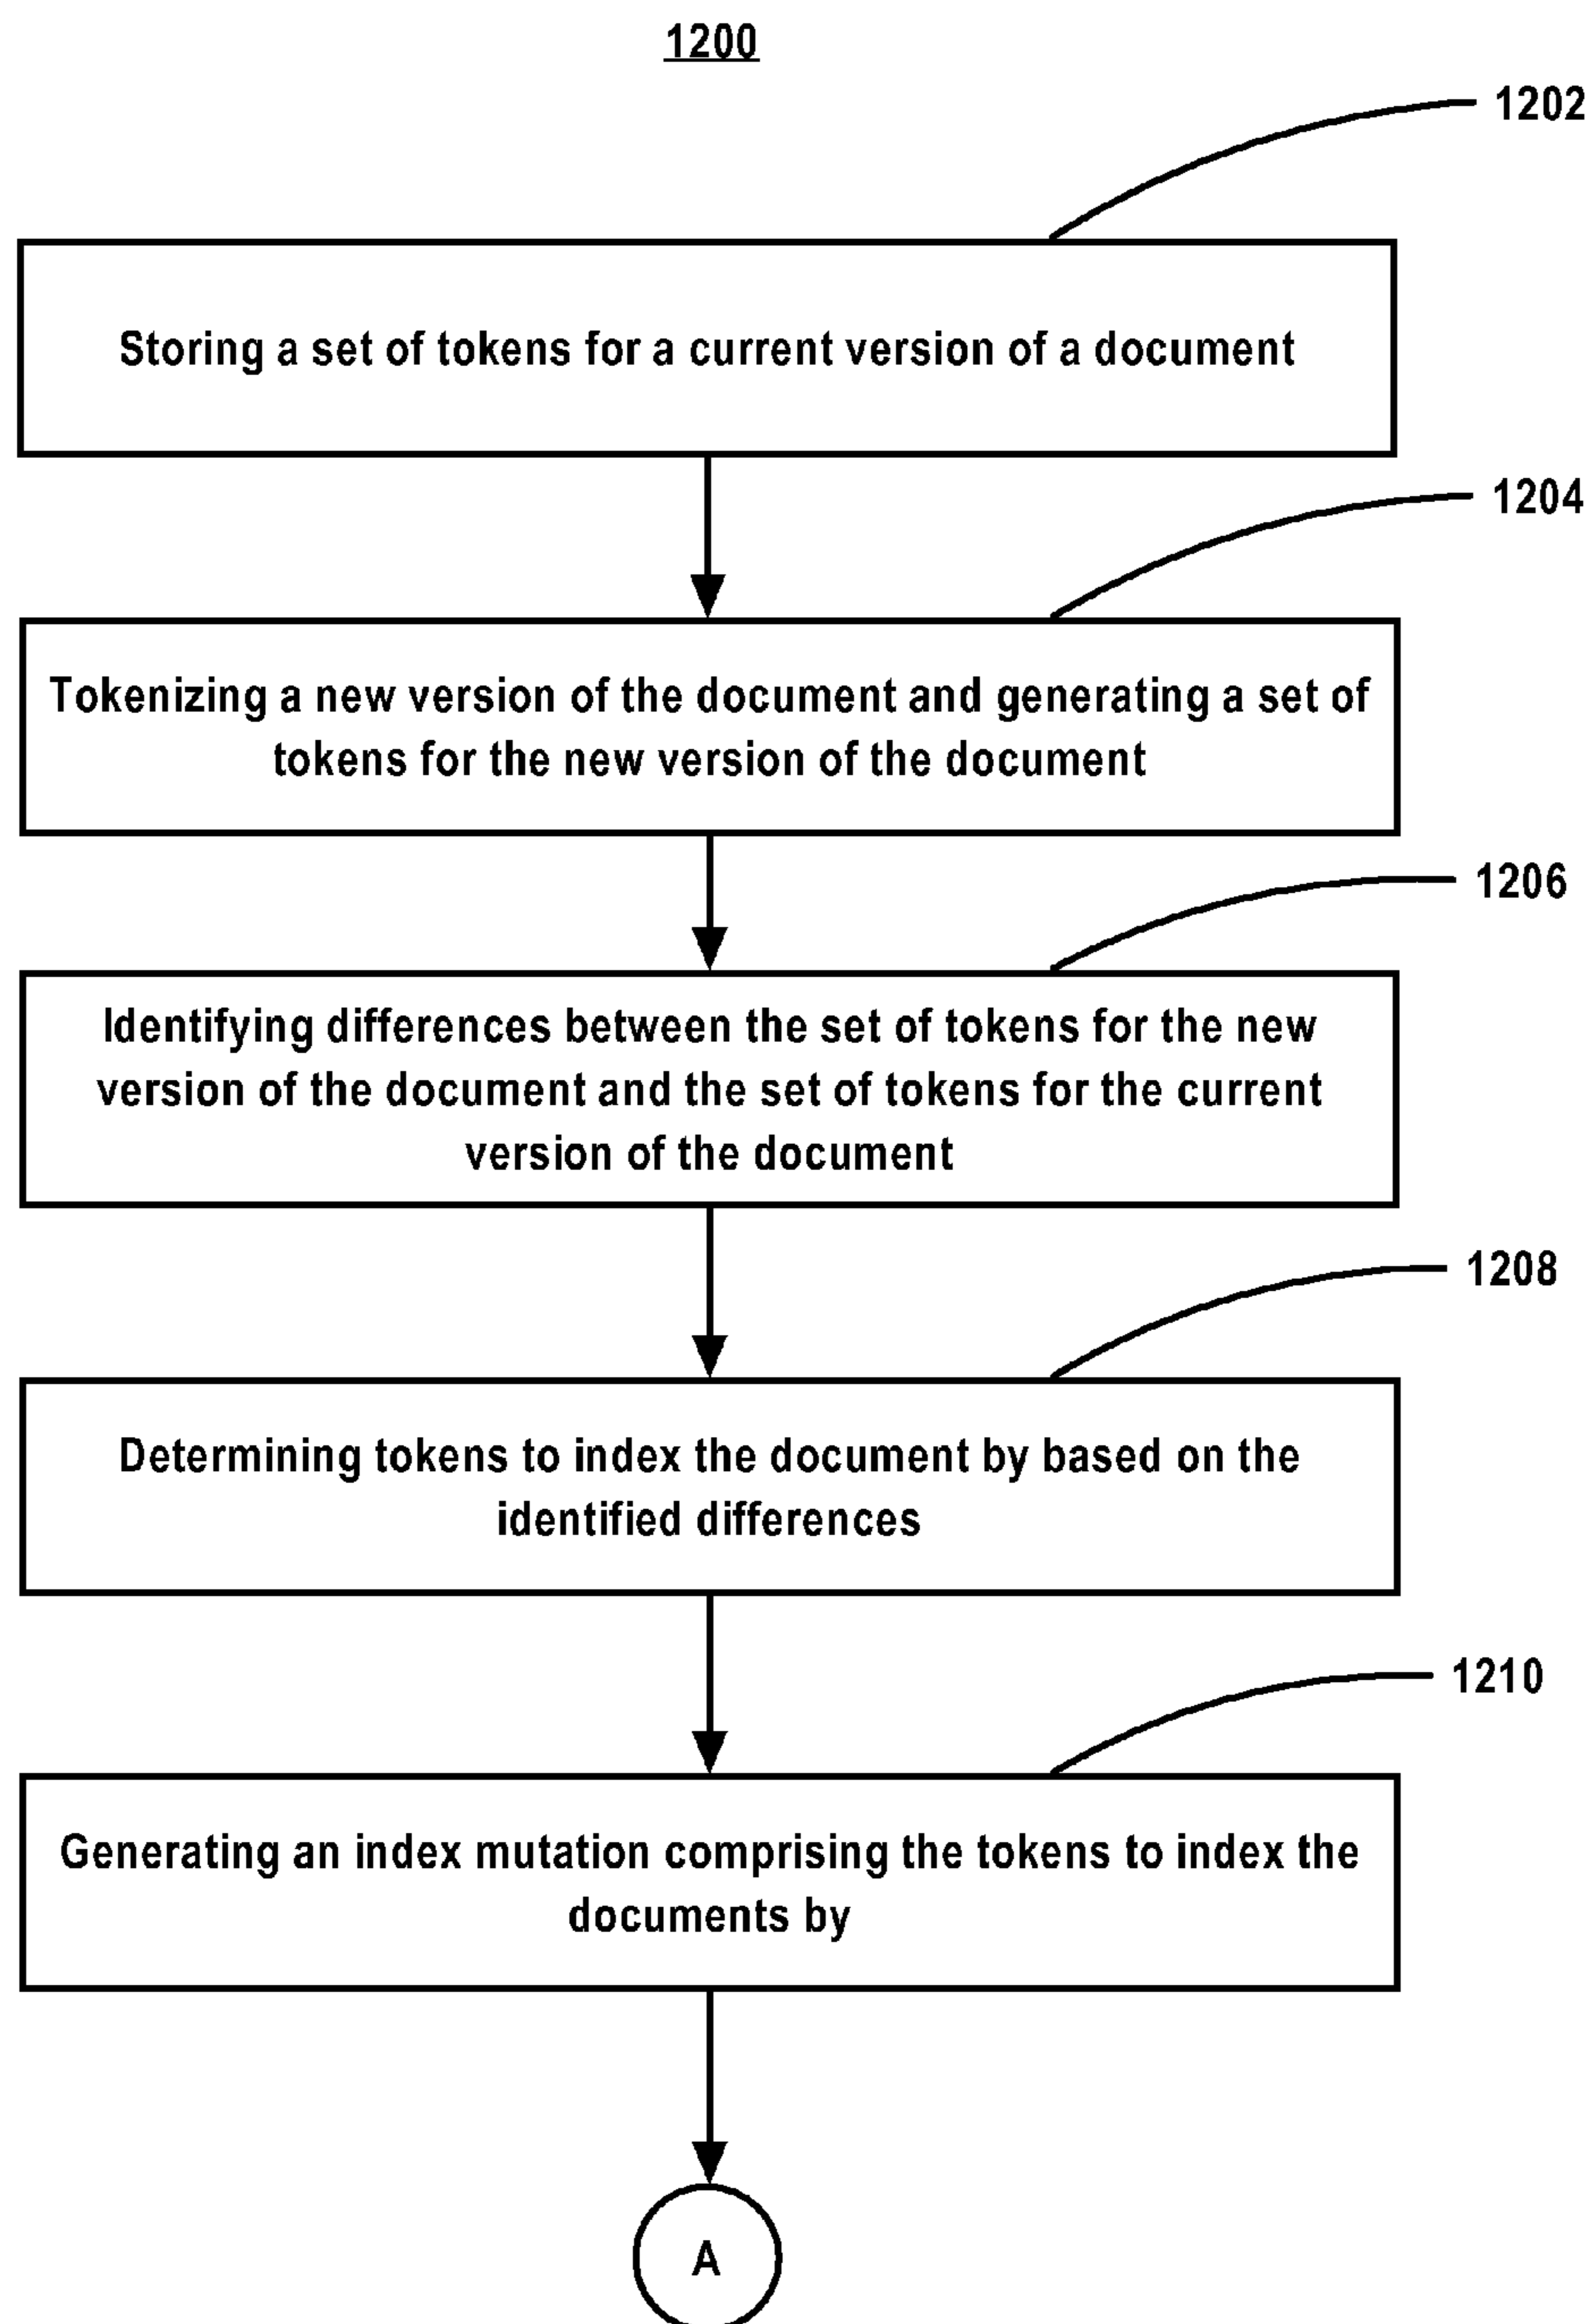 1200
1202
Storing a set of tokens for a current version of a document
1204
Tokenizing a new version of the document and generating a set of
tokens for the new version of the document
1206
Identifying differences between the set of tokens for the new
version of the document and the set of tokens for the current
version of the document
1208
Determining tokens to index the document by based on the
identified differences
1210
Generating an index mutation comprising the tokens to index the
documents by
A